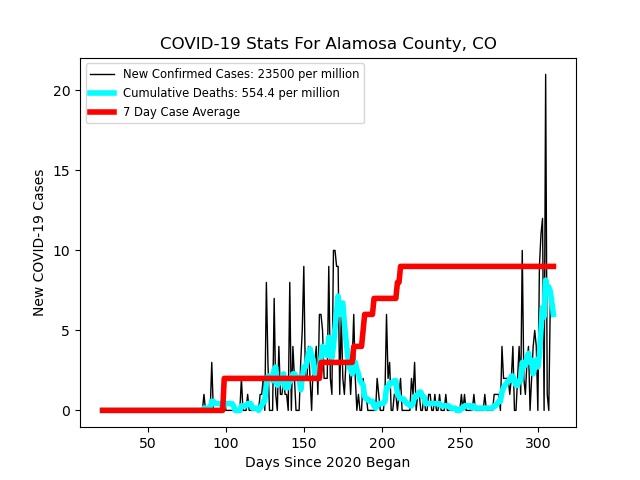 COVID-19 Stats For Alamosa County, CO
New Confirmed Cases: 23500 per million
Cumulative Deaths: 554.4 per million
7 Day Case Average
New COVID-19 Cases
20
15
10
5
0
50 100 150 200 250 300
Days Since 2020 Began